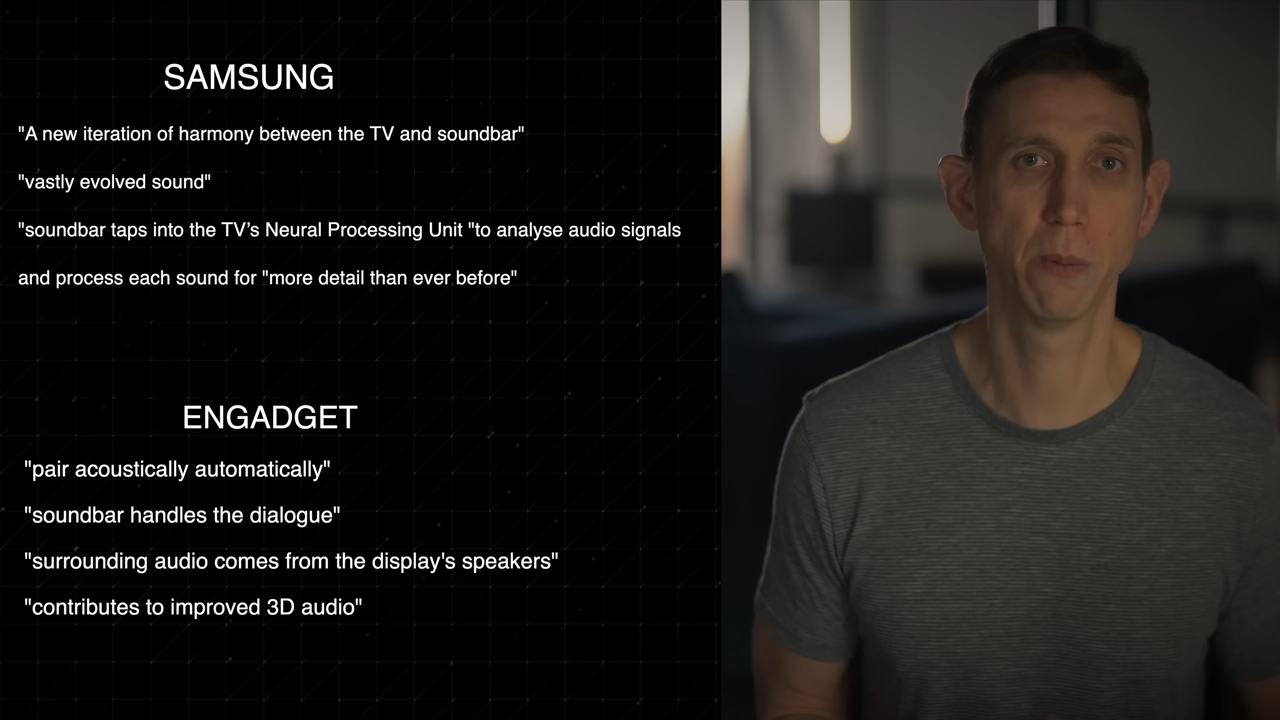 SAMSUNG
"A new iteration of harmony between the TV and soundbar"
"vastly evolved sound"
"soundbar taps into the TV’s Neural Processing Unit "to analyse audio signals
and process each sound for "more detail than ever before"
ENGADGET
"pair acoustically automatically"
"soundbar handles the dialogue"
"surrounding audio comes from the display's speakers"
"contributes to improved 3D audio"